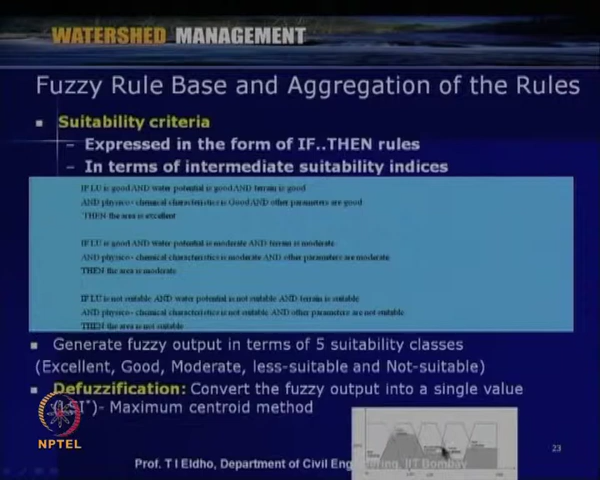 WATERSHED MANAGEMENT
Fuzzy Rule Base and Aggregation of the Rules
Suitability criteria
– Expressed in the form of IF..THEN rules
– In terms of intermediate suitability indices
IF LU is good AND water potential is good AND terrain is good
AND physico- chemical characteristics is Good AND other parameters are good
THEN the area is excellent
IF LU is good AND water potential is moderate AND terrain is moderate
AND physico- chemical characteristics is moderate AND other parameters are moderate
THEN the area is moderate
IF LU is not suitable AND water potential is not suitable AND terrain is suitable
AND physico- chemical characteristics is not suitable AND other parameters are not suitable
THEN the area is not suitable
Generate fuzzy output in terms of 5 suitability classes
(Excellent, Good, Moderate, less-suitable and Not-suitable)
Defuzzification: Convert the fuzzy output into a single value
(LSI*)- Maximum centroid method
NPTEL
23
Prof. T I Eldho, Department of Civil Engineering, IIT Bombay